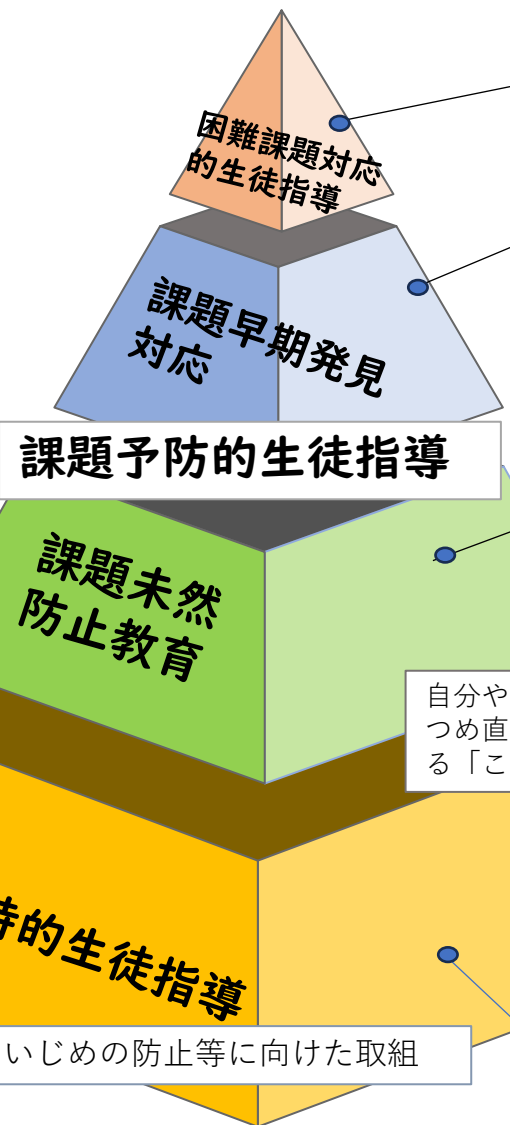 困難課題対応
的生徒指導
課題早期発見
対応
課題予防的生徒指導
課題未然
防止教育
自分や
つめ直
る「こ
的生徒指導
いじめの防止等に向けた取組